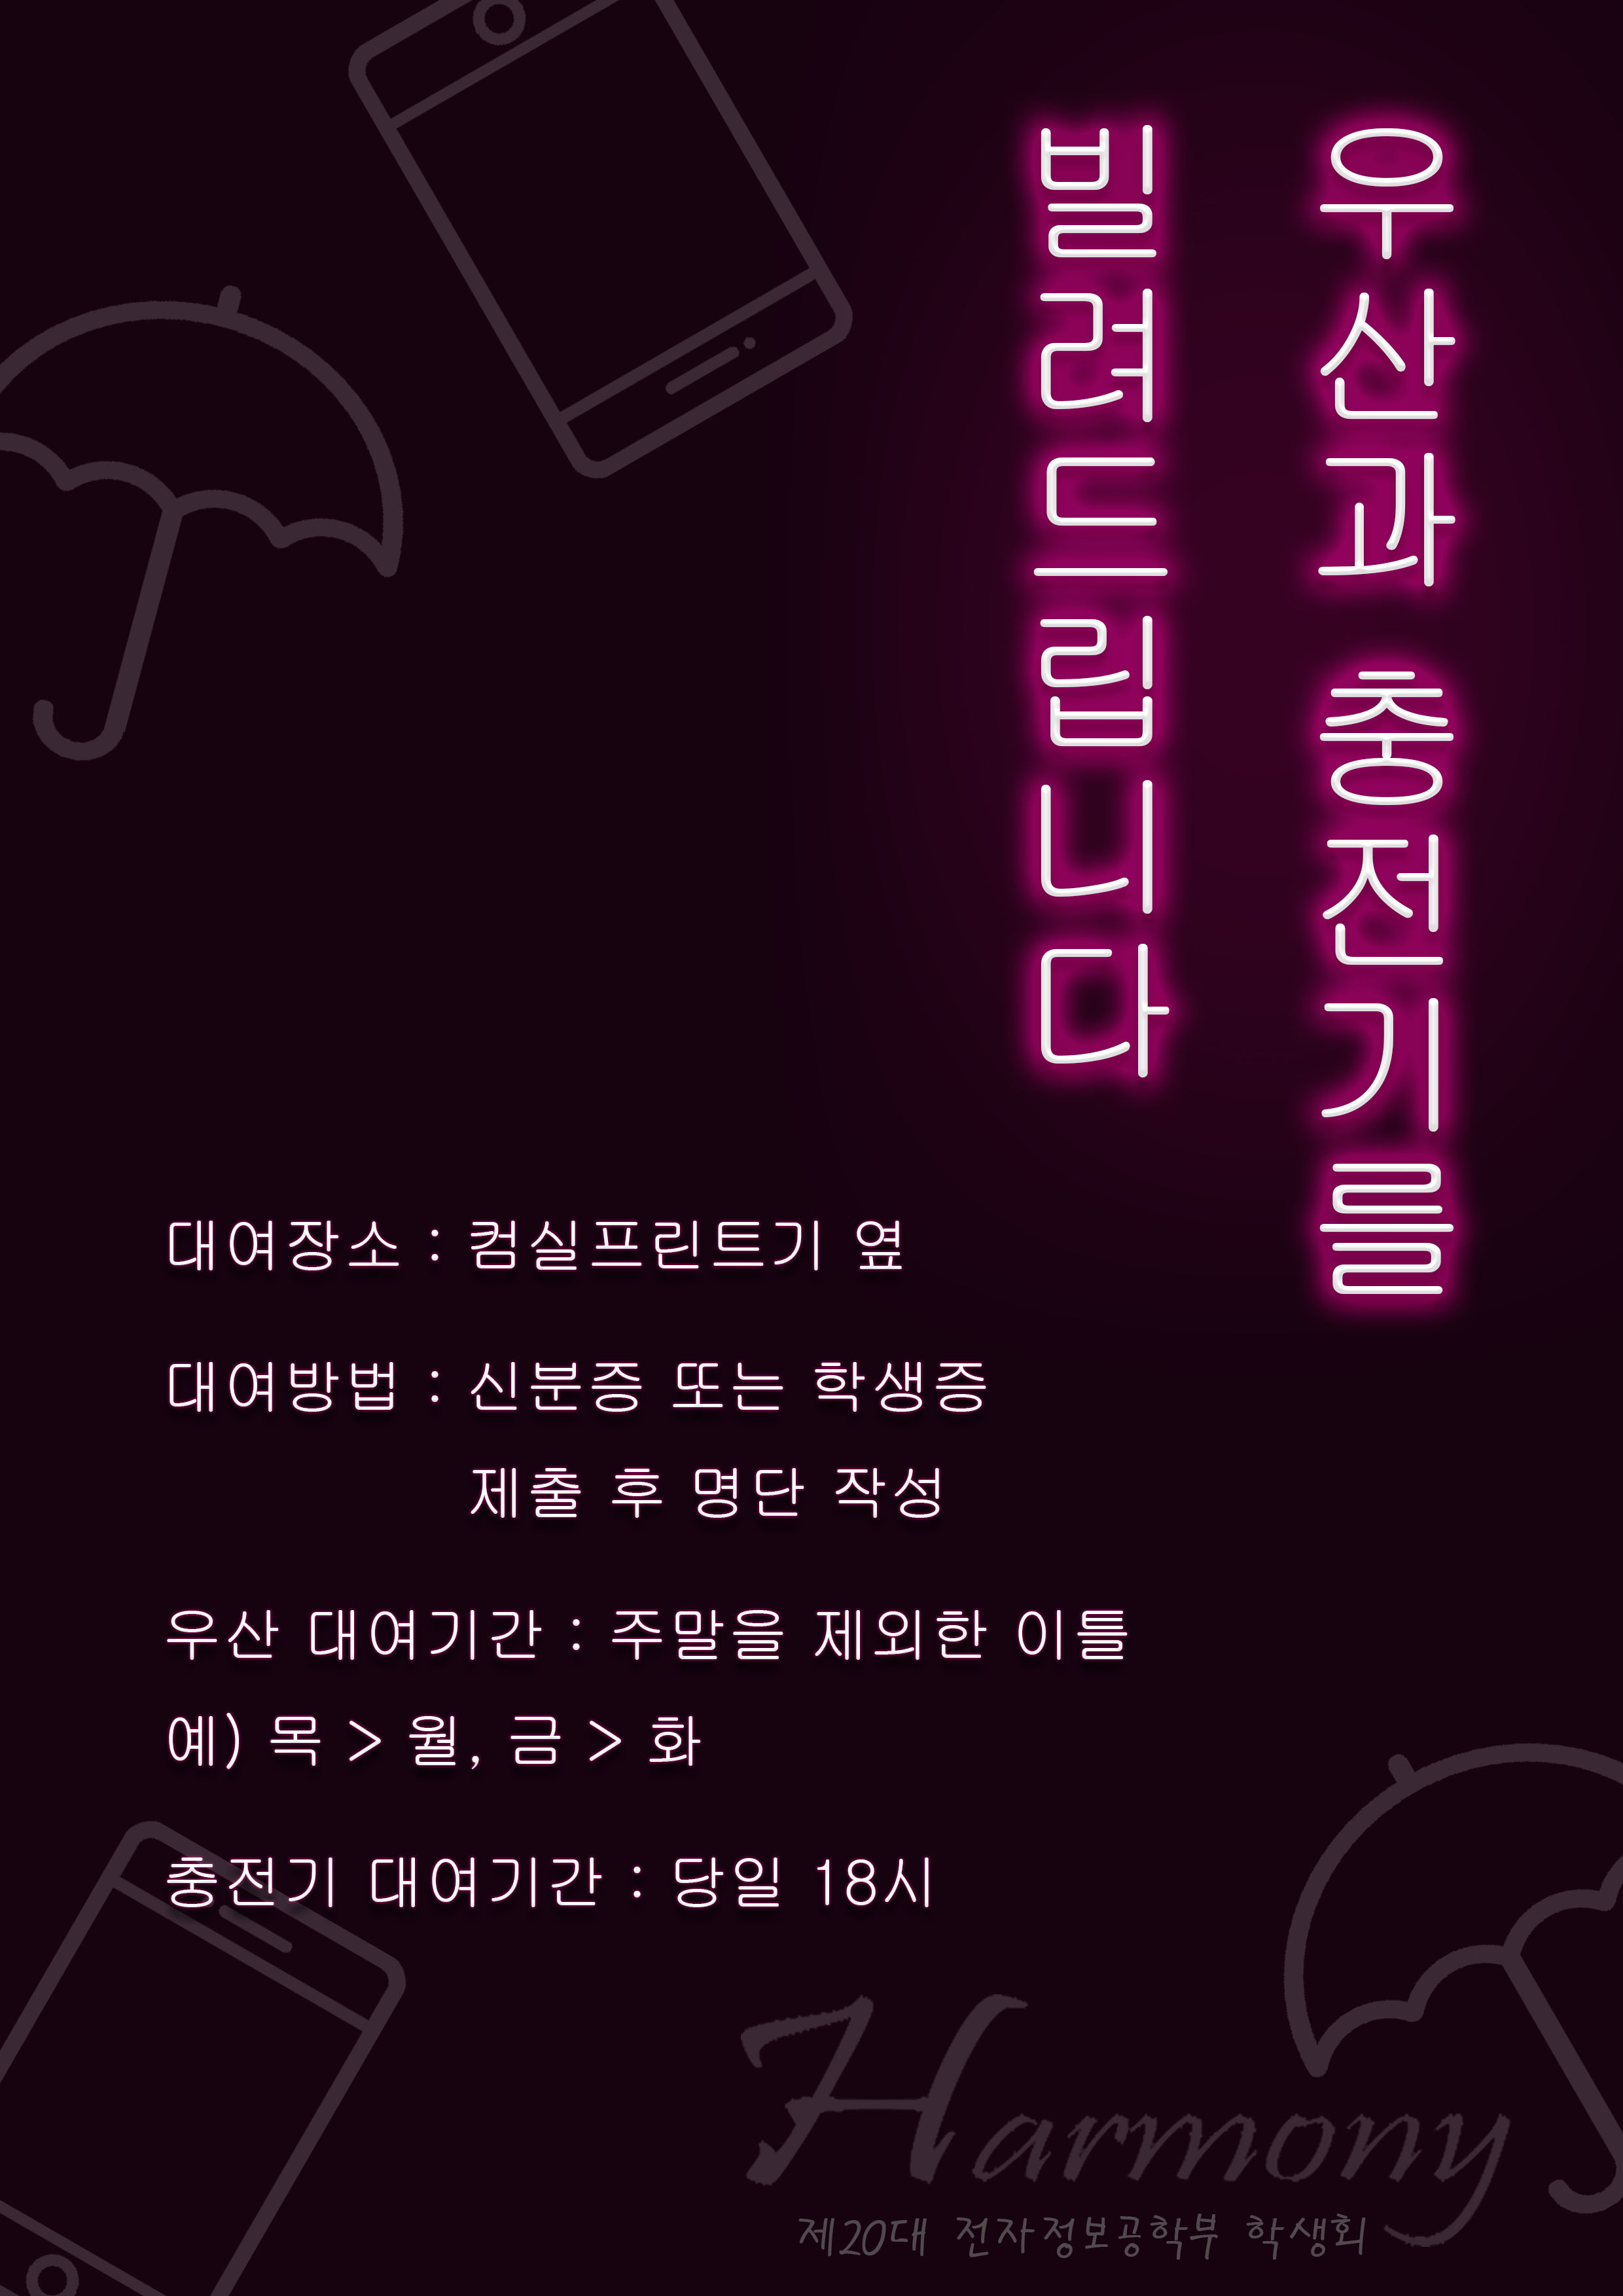 우산과 충전기를
빌려드립니다
대여장소 : 컴실프린트기 옆
대여방법 : 신분증 또는 학생증
제출 후 명단 작성
우산 대여기간 : 주말을 제외한 이틀
예) 목 > 월, 금 > 화
충전기 대여기간 : 당일 18시
Harmony
제20대 전자정보공학부 학생회